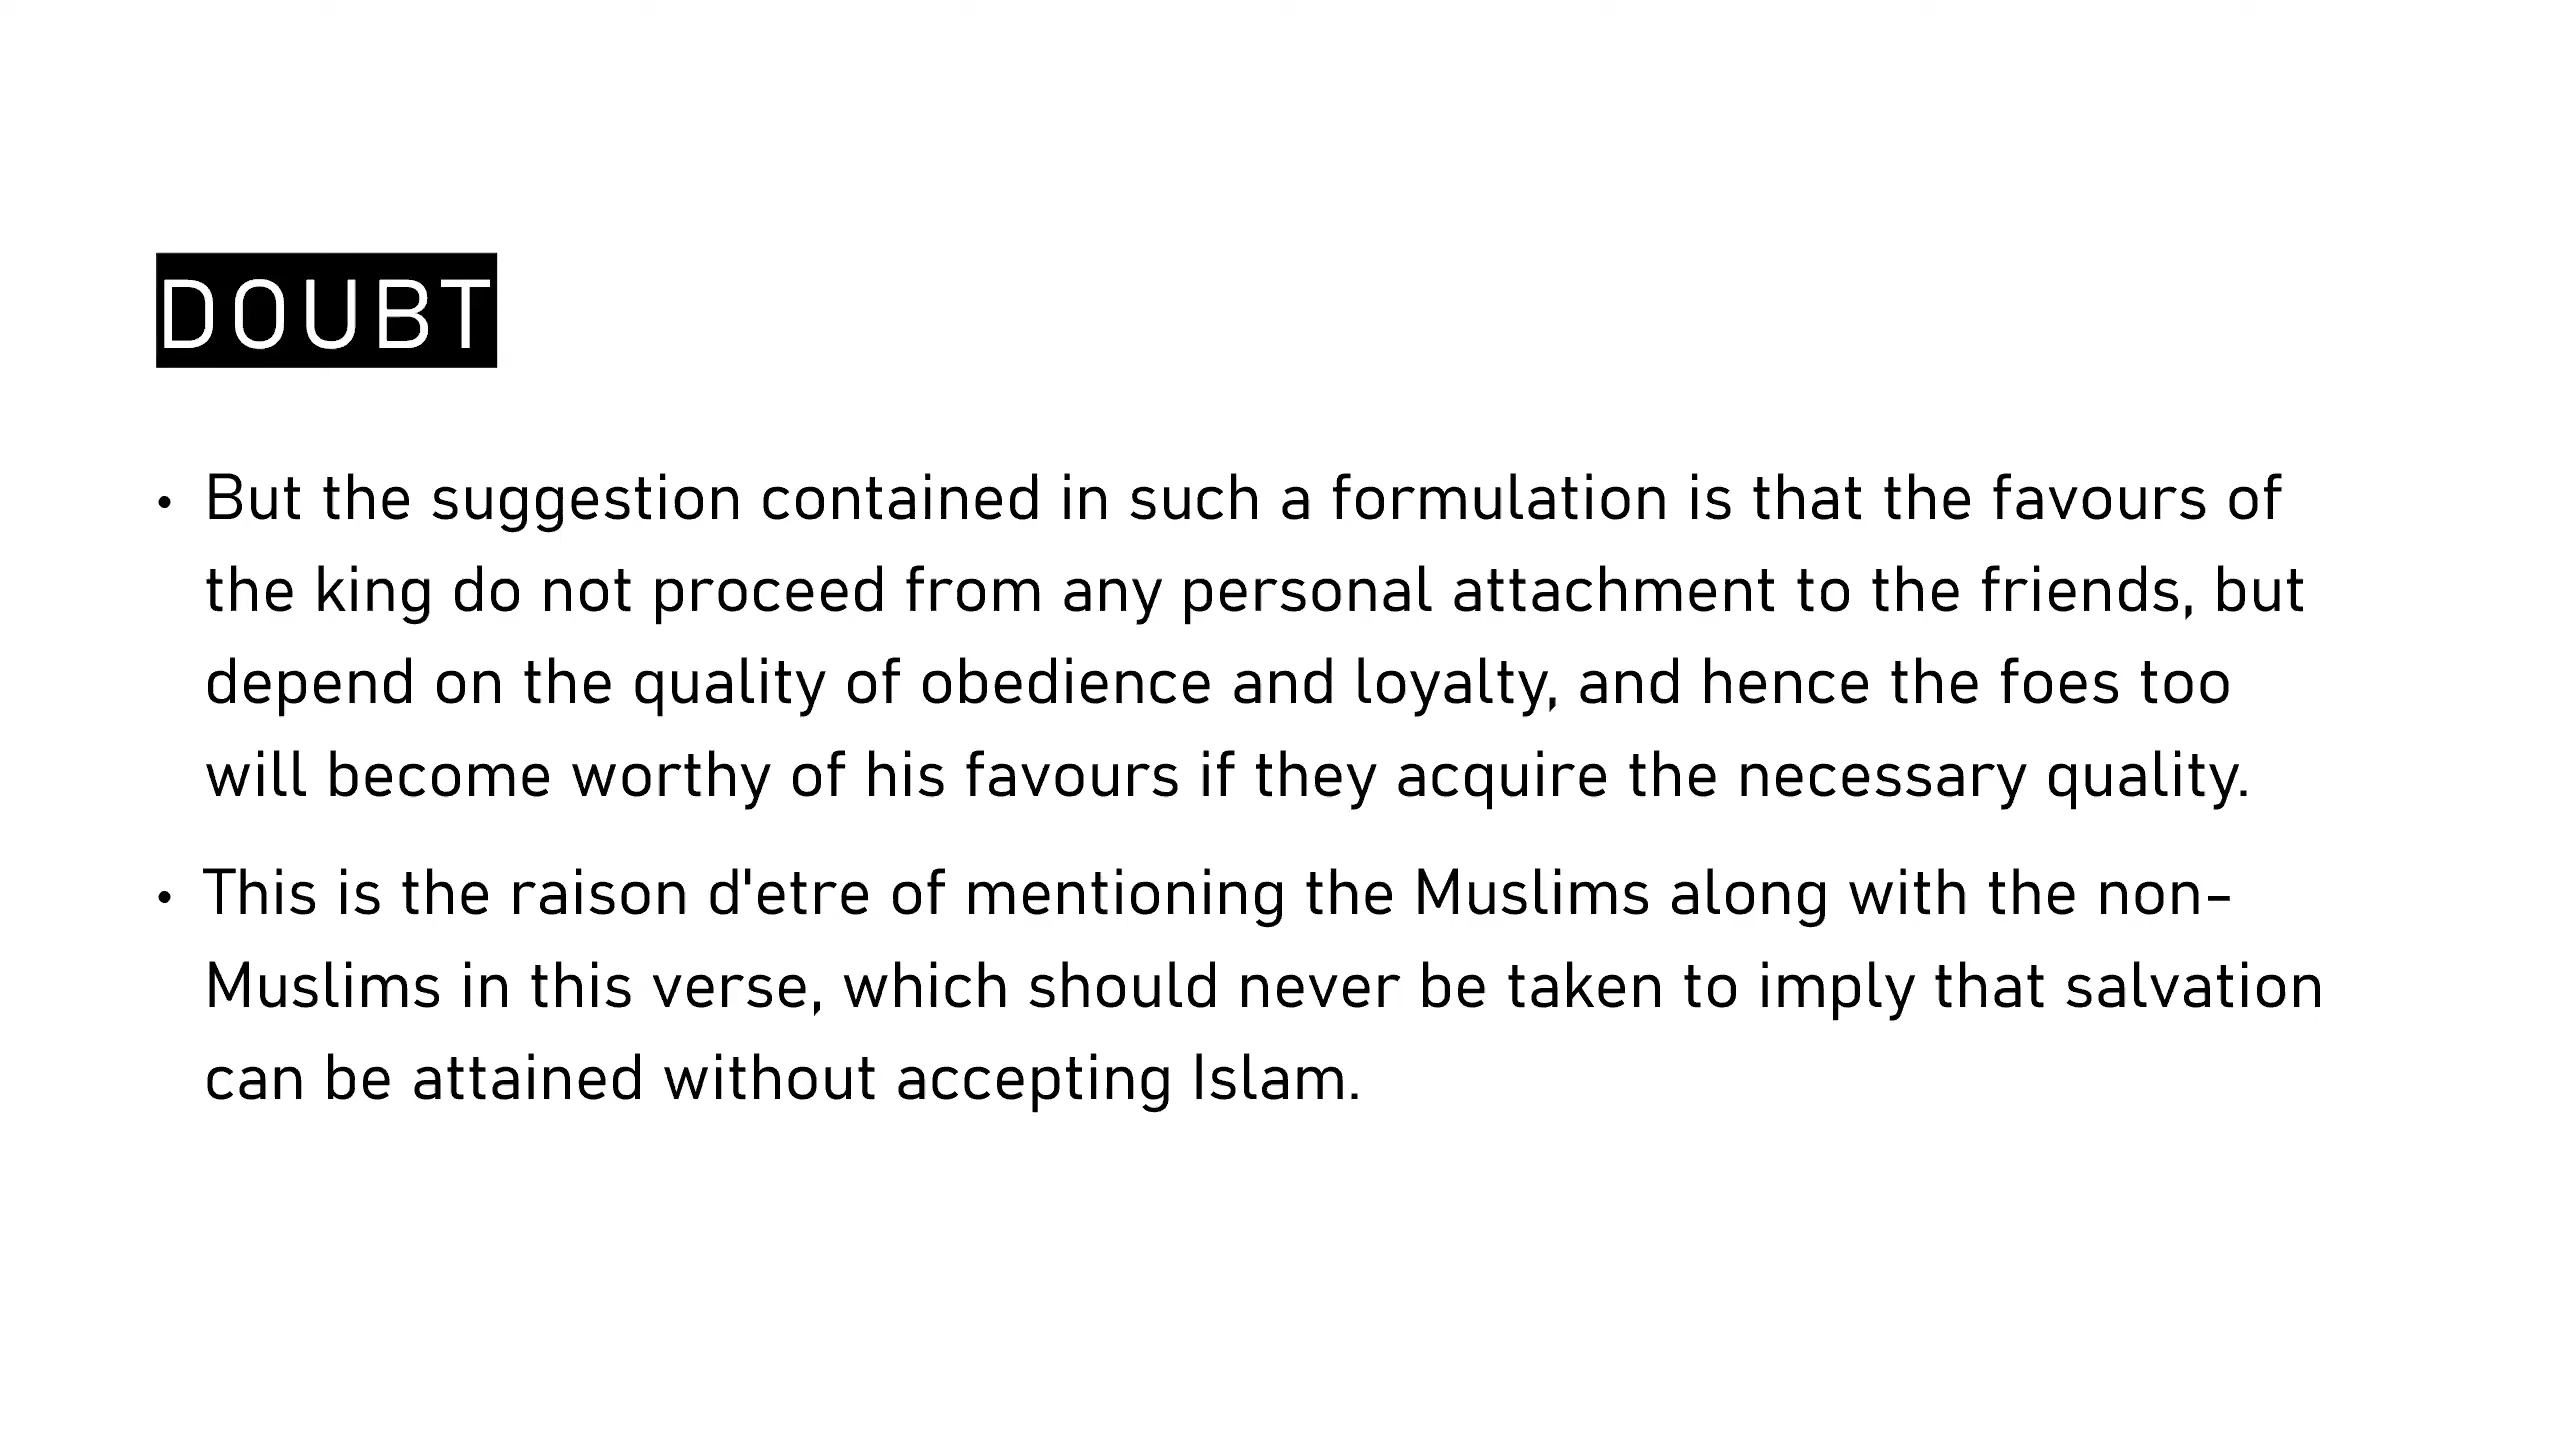 DOUBT
• But the suggestion contained in such a formulation is that the favours of
the king do not proceed from any personal attachment to the friends, but
depend on the quality of obedience and loyalty, and hence the foes too
will become worthy of his favours if they acquire the necessary quality.
• This is the raison d'etre of mentioning the Muslims along with the non-
Muslims in this verse, which should never be taken to imply that salvation
can be attained without accepting Islam.